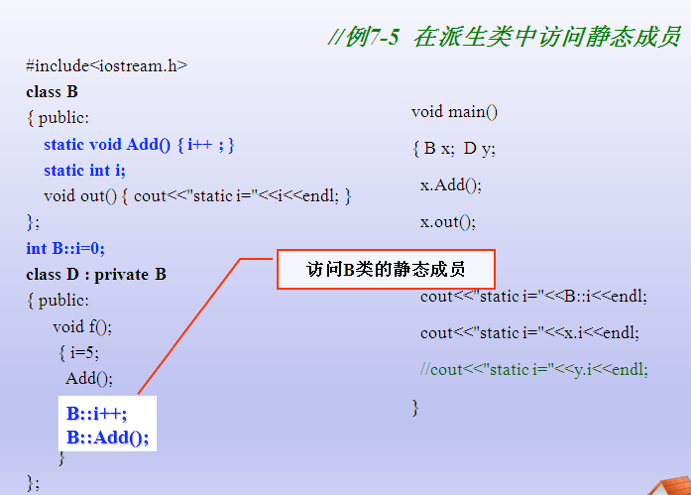 //例7-5 在派生类中访问静态成员
#include<iostream.h>
class B
{ public:
static void Add() { i++ ; }
static int i;
void out() { cout<<"static i="<<i<<endl; }
};
int B::i=0;
class D : private B
{ public:
void f();
{ i=5;
Add();
B::i++;
B::Add();
}
};
访问B类的静态成员
void main()
{ B x; D y;
x.Add();
x.out();
cout<<"static i="<<B::i<<endl;
cout<<"static i="<<x.i<<endl;
//cout<<"static i="<<y.i<<endl;
}